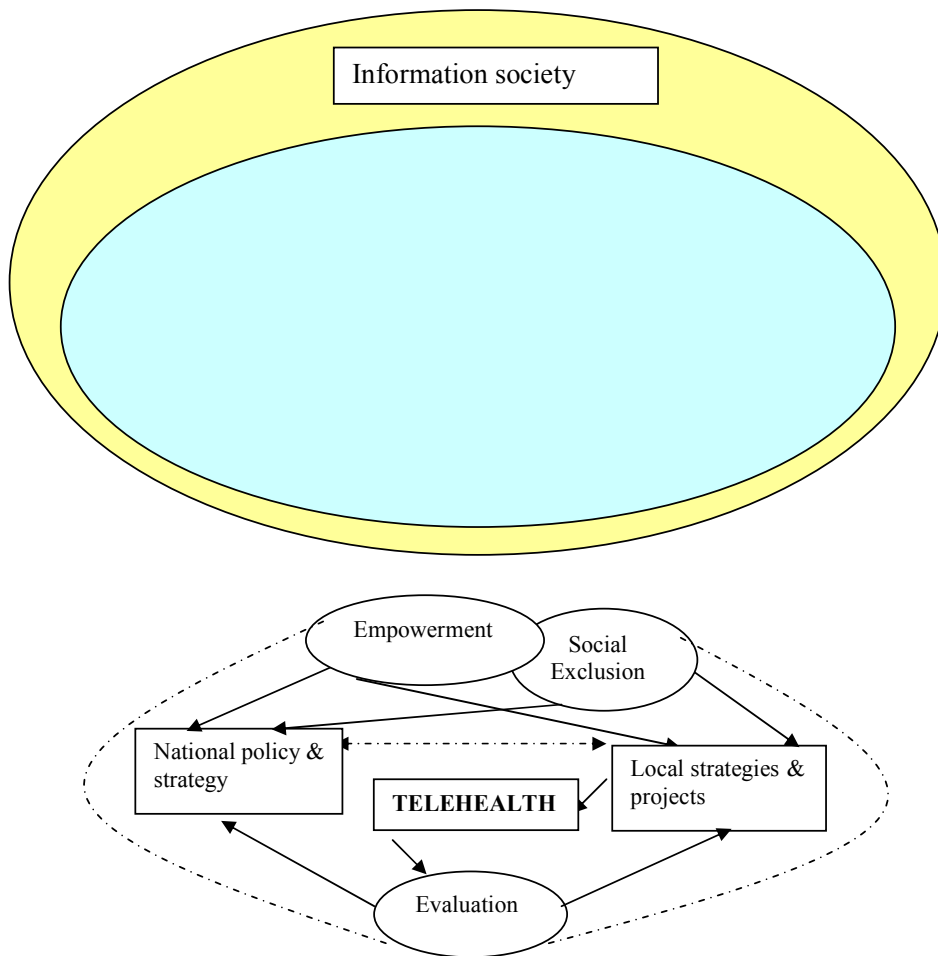 Information society
Empowerment
Social
Exclusion
National policy &
strategy
Local strategies &
projects
TELEHEALTH
Evaluation